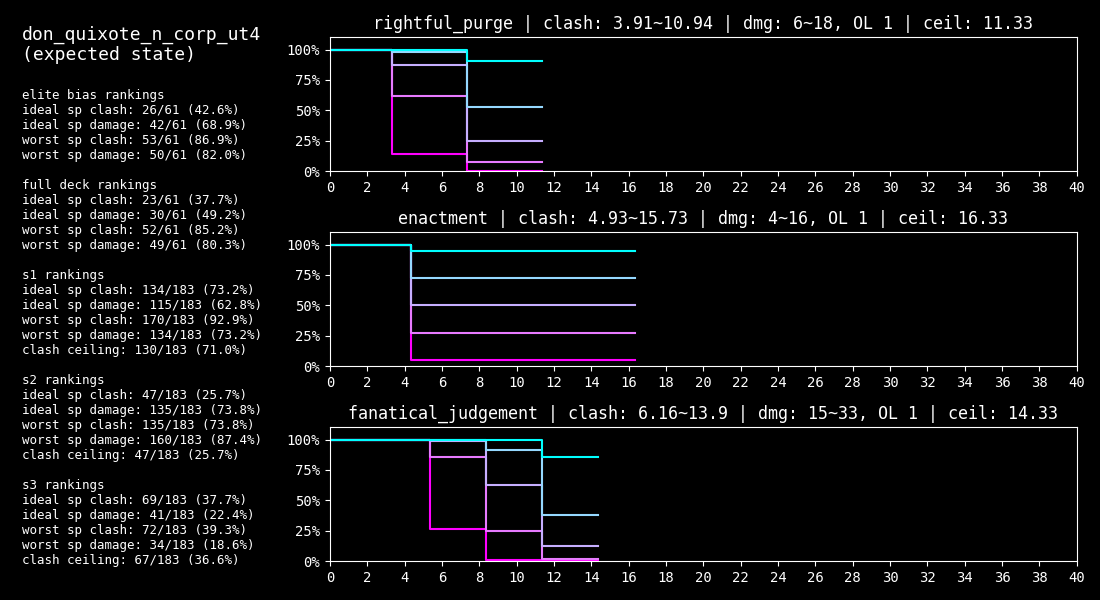 don_quixote_n_corp_ut4
(expected state)
elite bias rankings
ideal sp clash: 26/61 (42.6%)
ideal sp damage: 42/61 (68.9%)
worst sp clash: 53/61 (86.9%)
worst sp damage: 50/61 (82.0%)
full deck rankings
ideal sp clash: 23/61 (37.7%)
ideal sp damage: 30/61 (49.2%)
worst sp clash: 52/61 (85.2%)
worst sp damage: 49/61 (80.3%)
s1 rankings
ideal sp clash: 134/183 (73.2%)
ideal sp damage: 115/183 (62.8%)
worst sp clash: 170/183 (92.9%)
worst sp damage: 134/183 (73.2%)
clash ceiling: 130/183 (71.0%)
s2 rankings
ideal sp clash: 47/183 (25.7%)
ideal sp damage: 135/183 (73.8%)
worst sp clash: 135/183 (73.8%)
worst sp damage: 160/183 (87.4%)
clash ceiling: 47/183 (25.7%)
s3 rankings
ideal sp clash: 69/183 (37.7%)
ideal sp damage: 41/183 (22.4%)
worst sp clash: 72/183 (39.3%)
worst sp damage: 34/183 (18.6%)
clash ceiling: 67/183 (36.6%)
rightful_purge | clash: 3.91~10.94 | dmg: 6~18, OL 1 | ceil: 11.33
100%
75%
50%
25%
0%
0 2 4 6 8 10 12 14 16 18 20 22 24 26 28 30 32 34 36 38 40
enactment | clash: 4.93~15.73 | dmg: 4~16, OL 1 | ceil: 16.33
100%
75%
50%
25%
0%
0 2 4 6 8 10 12 14 16 18 20 22 24 26 28 30 32 34 36 38 40
fanatical_judgement | clash: 6.16~13.9 | dmg: 15~33, OL 1 | ceil: 14.33
100%
75%
50%
25%
0%
0 2 4 6 8 10 12 14 16 18 20 22 24 26 28 30 32 34 36 38 40